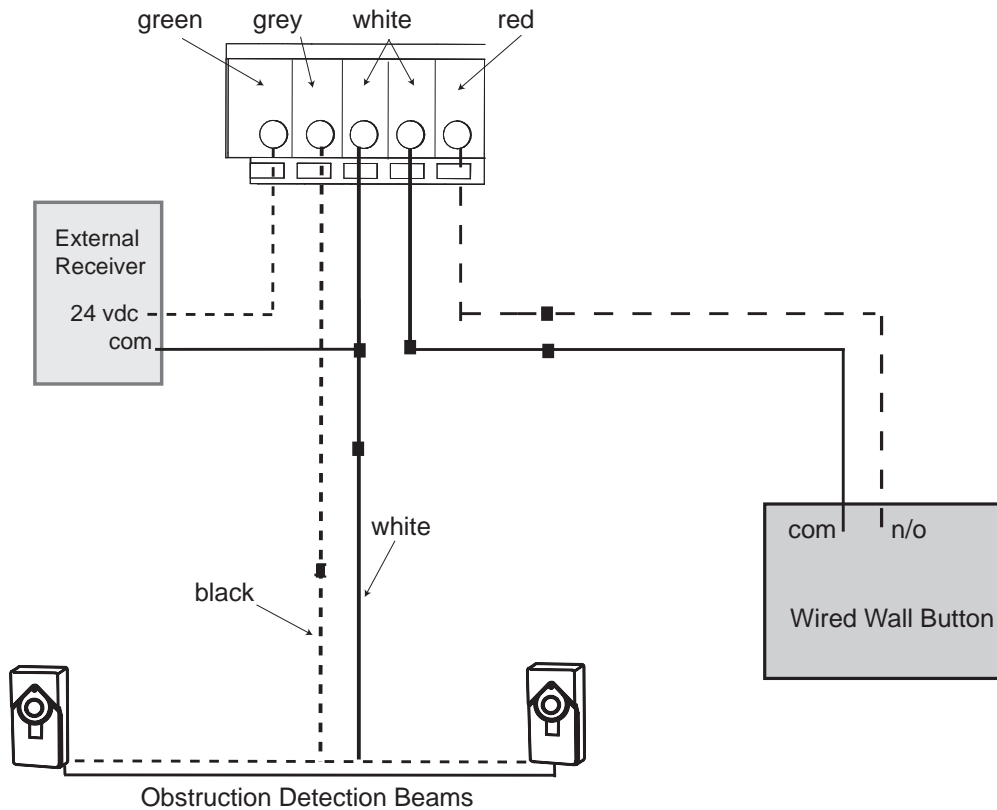 green grey white red
External
Receiver
24 vdc
com
white
com n/o
black
Wired Wall Button
Obstruction Detection Beams